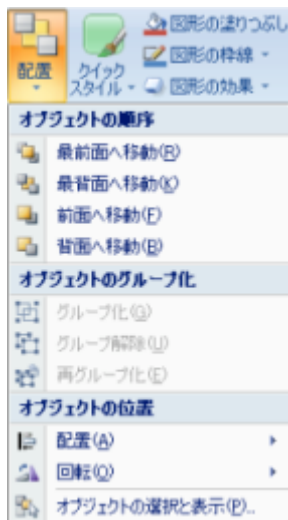 図形の塗りつぶし
図形の枠線
図形の効果
配置
クイック
スタイル
オブジェクトの順序
最前面へ移動(R)
最背面へ移動(K)
前面へ移動(F)
背面へ移動(B)
オブジェクトのグループ化
グループ化(G)
グループ解除(U)
再グループ化(E)
オブジェクトの位置
配置(A)
回転(O)
オブジェクトの選択と表示(P)...